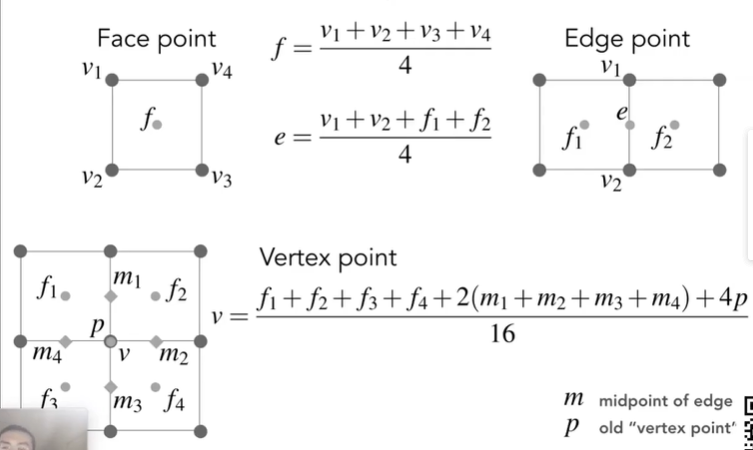 Face point
v₁ v₄
f
v₂ v₃
f = (v₁ + v₂ + v₃ + v₄) / 4
e = (v₁ + v₂ + f₁ + f₂) / 4
Edge point
v₁
e
f₁ f₂
v₂
f₁ m₁ f₂
p
m₄ v m₂
f₃ m₃ f₄
Vertex point
v = (f₁ + f₂ + f₃ + f₄ + 2(m₁ + m₂ + m₃ + m₄) + 4p) / 16
m midpoint of edge
p old "vertex point"